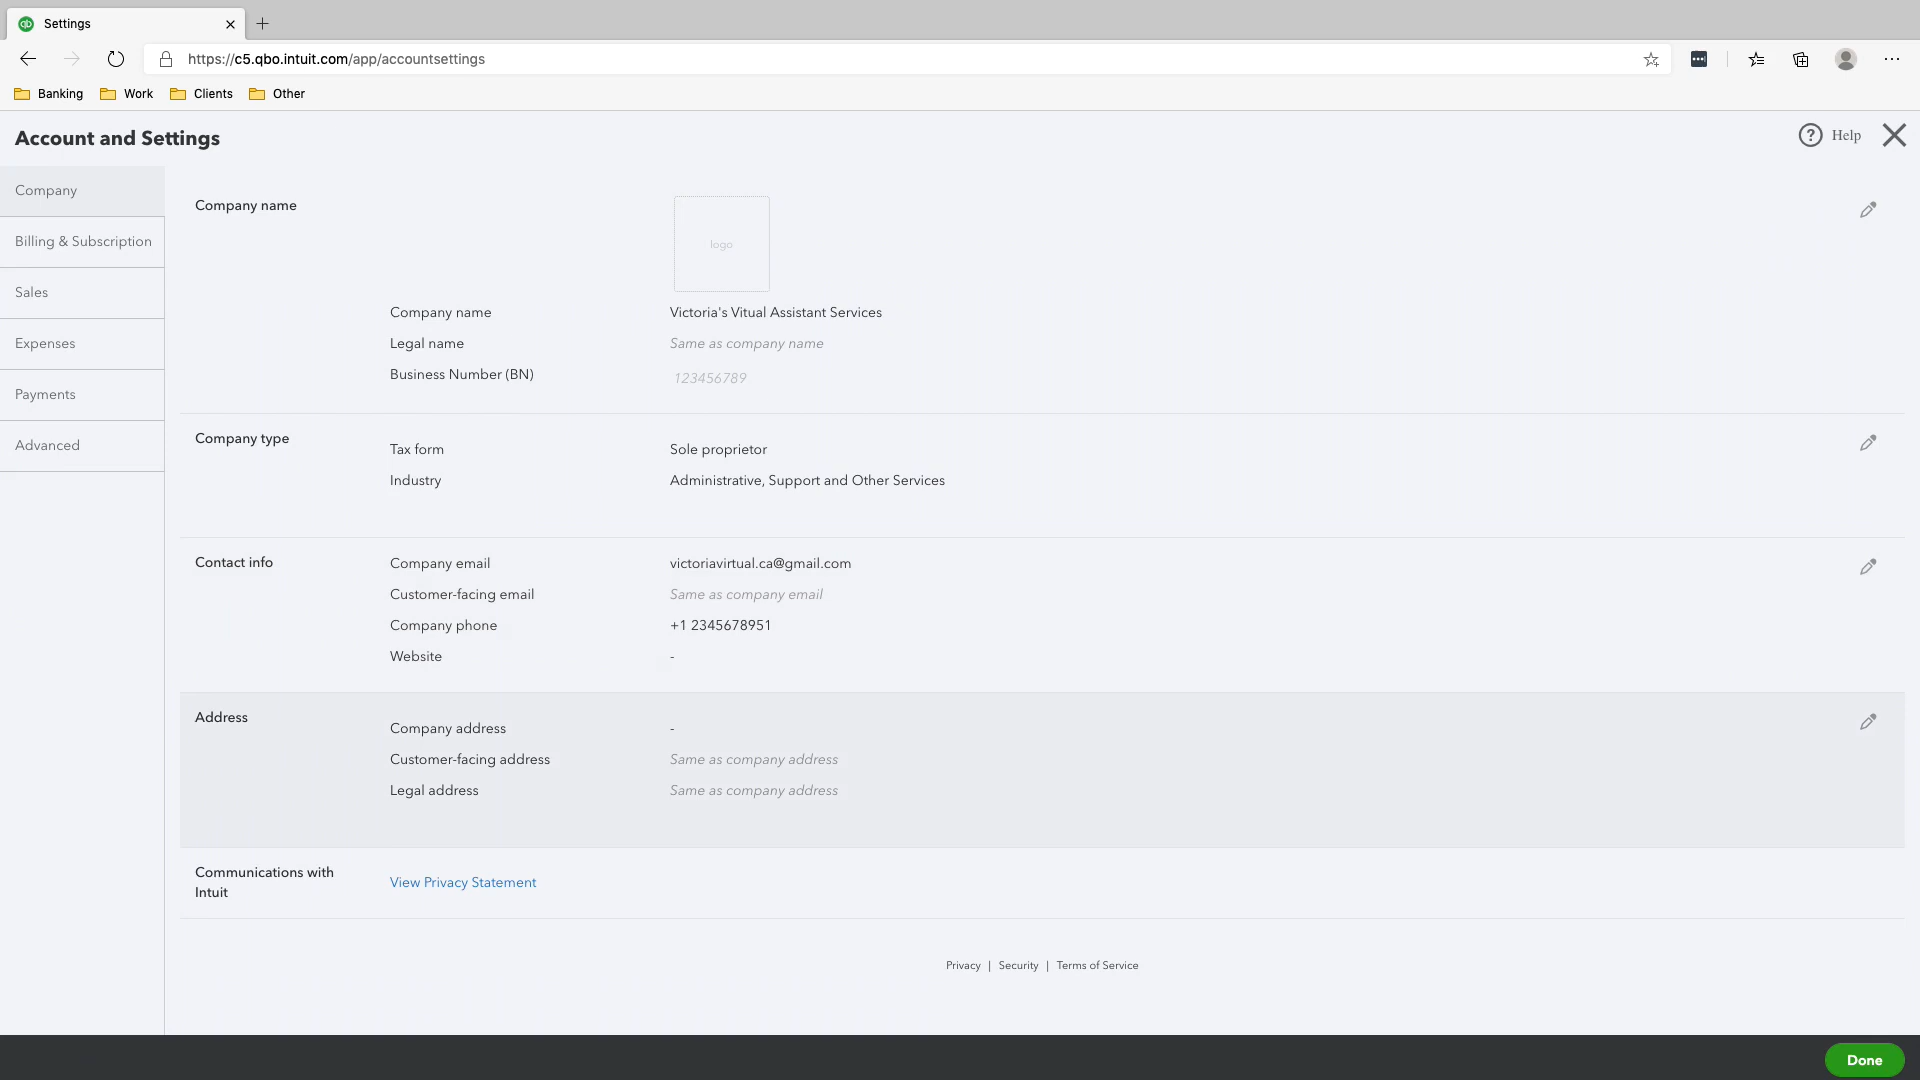 Settings
https://c5.qbo.intuit.com/app/accountsettings
Banking Work Clients Other
Account and Settings
Help
Company
Billing & Subscription
Sales
Expenses
Payments
Advanced
Company name
logo
Company name Victoria's Vitual Assistant Services
Legal name Same as company name
Business Number (BN) 123456789
Company type
Tax form Sole proprietor
Industry Administrative, Support and Other Services
Contact info
Company email victoriavirtual.ca@gmail.com
Customer-facing email Same as company email
Company phone +1 2345678951
Website -
Address
Company address -
Customer-facing address Same as company address
Legal address Same as company address
Communications with
Intuit
View Privacy Statement
Privacy | Security | Terms of Service
Done